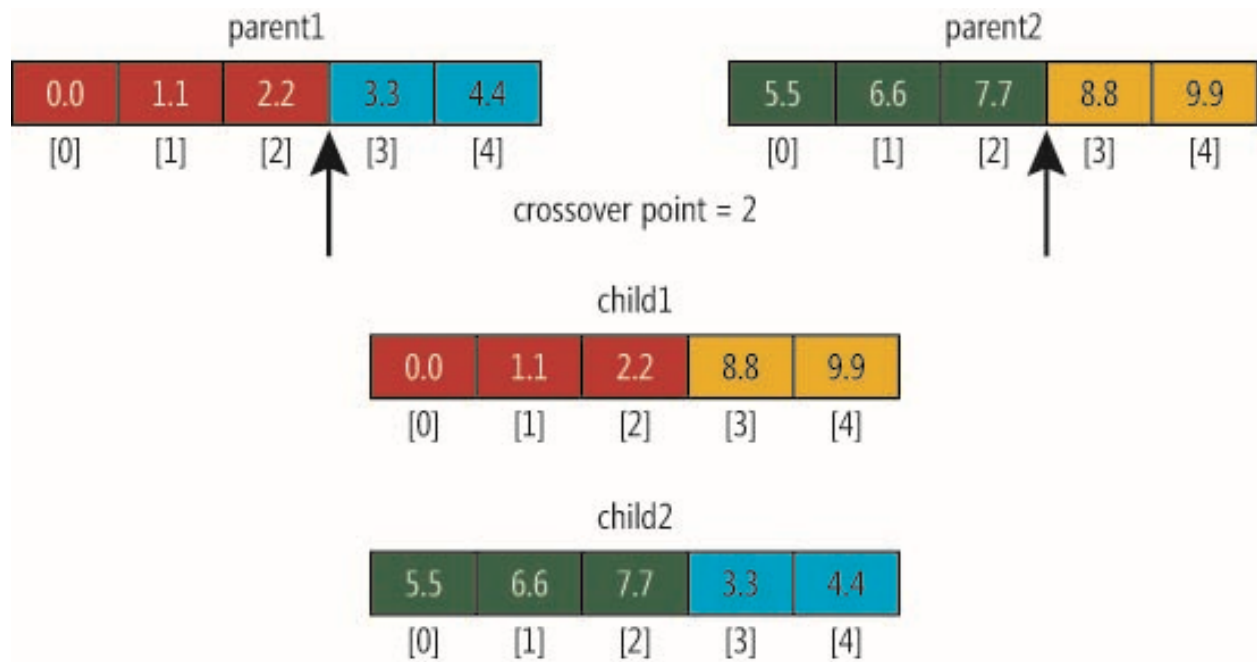 parent1 parent2
0.0 1.1 2.2 3.3 4.4 5.5 6.6 7.7 8.8 9.9
[0] [1] [2] [3] [4] [0] [1] [2] [3] [4]
crossover point = 2
child1
0.0 1.1 2.2 8.8 9.9
[0] [1] [2] [3] [4]
child2
5.5 6.6 7.7 3.3 4.4
[0] [1] [2] [3] [4]